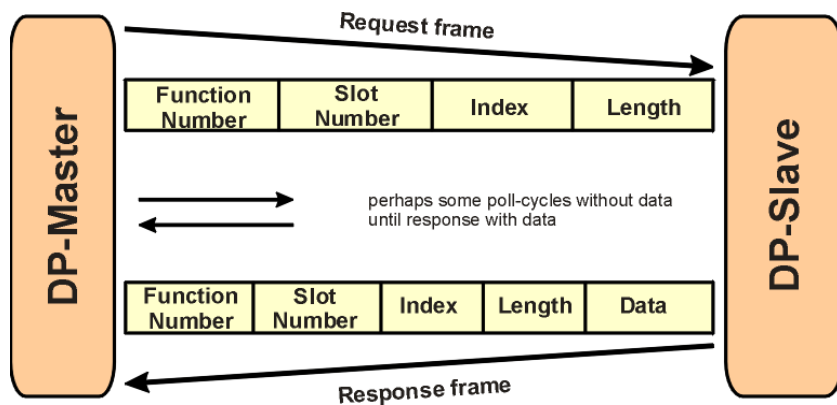 DP-Master
Request frame
DP-Slave
Function Number
Slot Number
Index
Length
perhaps some poll-cycles without data
until response with data
Function Number
Slot Number
Index
Length
Data
Response frame